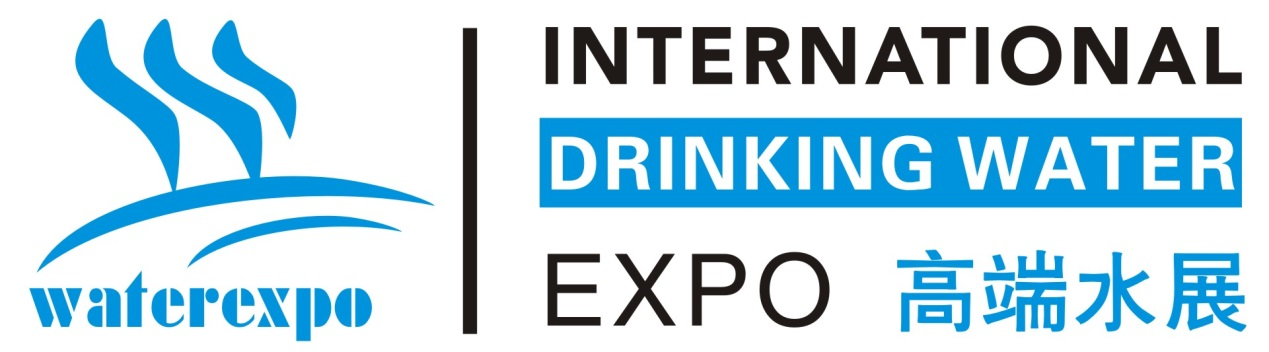 waterexpo
INTERNATIONAL
DRINKING WATER
EXPO 高端水展